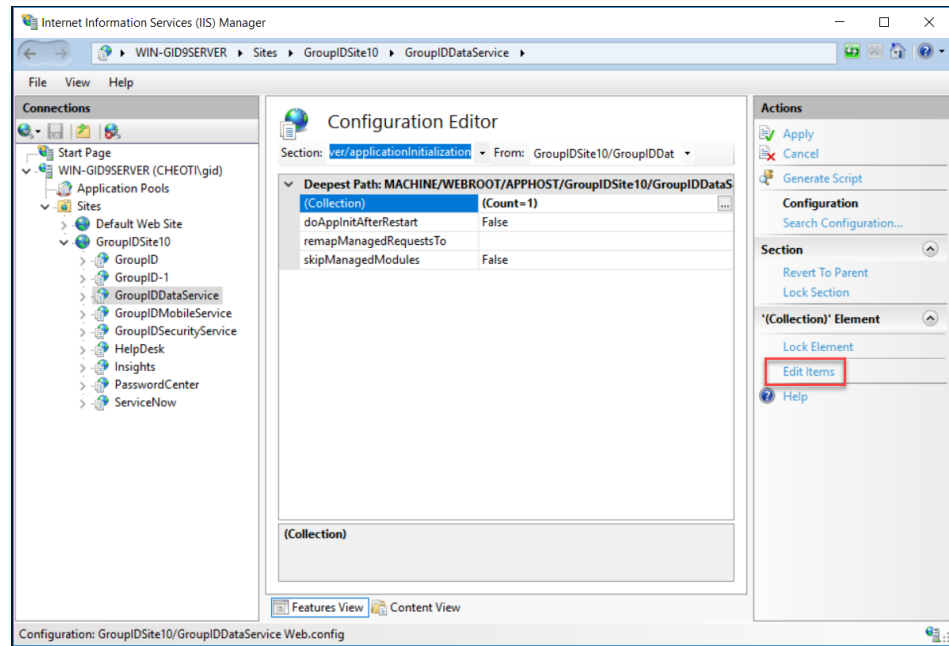 Internet Information Services (IIS) Manager
WIN-GID9SERVER Sites GroupIDSite10 GroupIDDataService
File View Help
Connections
Start Page
WIN-GID9SERVER (CHEOTI\gid)
Application Pools
Sites
Default Web Site
GroupIDSite10
GroupID
GroupID-1
GroupIDDataService
GroupIDMobileService
GroupIDSecurityService
HelpDesk
Insights
PasswordCenter
ServiceNow
Configuration Editor
Section: ver/applicationInitialization From: GroupIDSite10/GroupIDDat
Deepest Path: MACHINE/WEBROOT/APPHOST/GroupIDSite10/GroupIDDataS
(Collection) (Count=1) ...
doAppInitAfterRestart False
remapManagedRequestsTo
skipManagedModules False
(Collection)
Features View Content View
Actions
Apply
Cancel
Generate Script
Configuration
Search Configuration...
Section
Revert To Parent
Lock Section
'(Collection)' Element
Lock Element
Edit Items
Help
Configuration: GroupIDSite10/GroupIDDataService Web.config